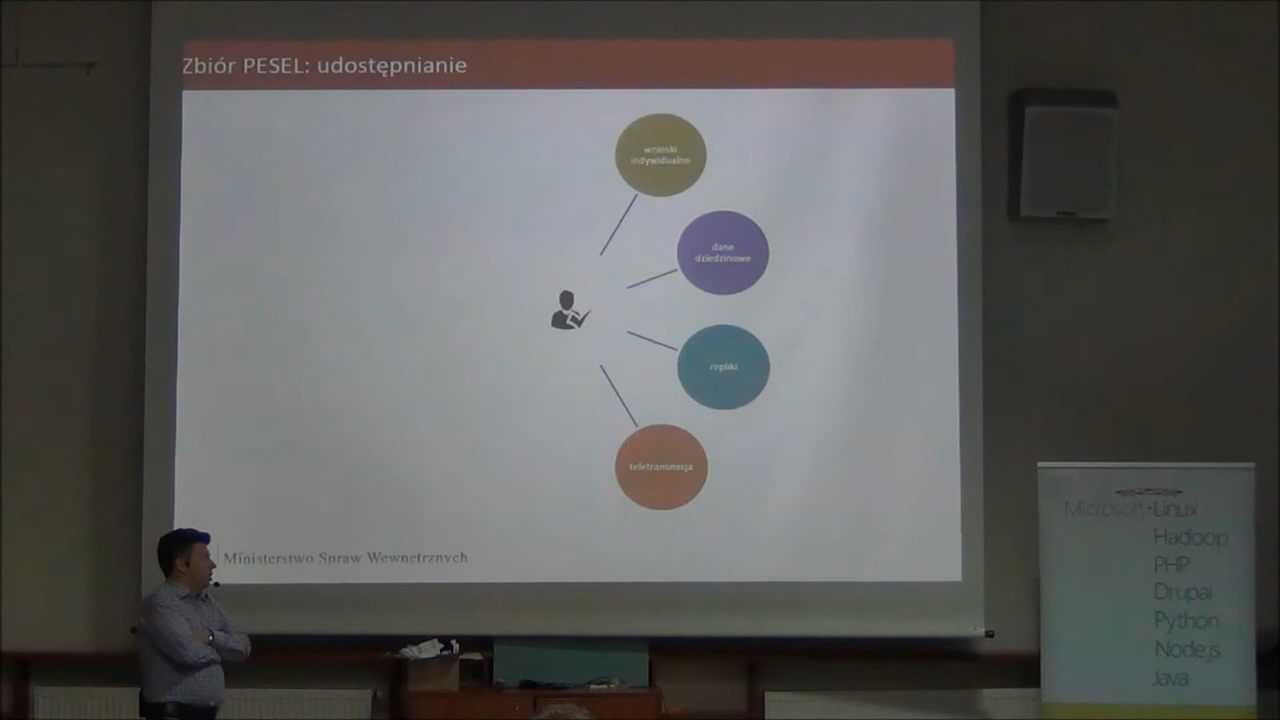 Zbiór PESEL: udostępnianie
wnioski
indywidualne
dane
dziedzinowe
repliki
teletransmisja
Ministerstwo Spraw Wewnetrznych
Microsoft+Linux
Hadoop
PHP
Drupal
Python
Node.js
Java